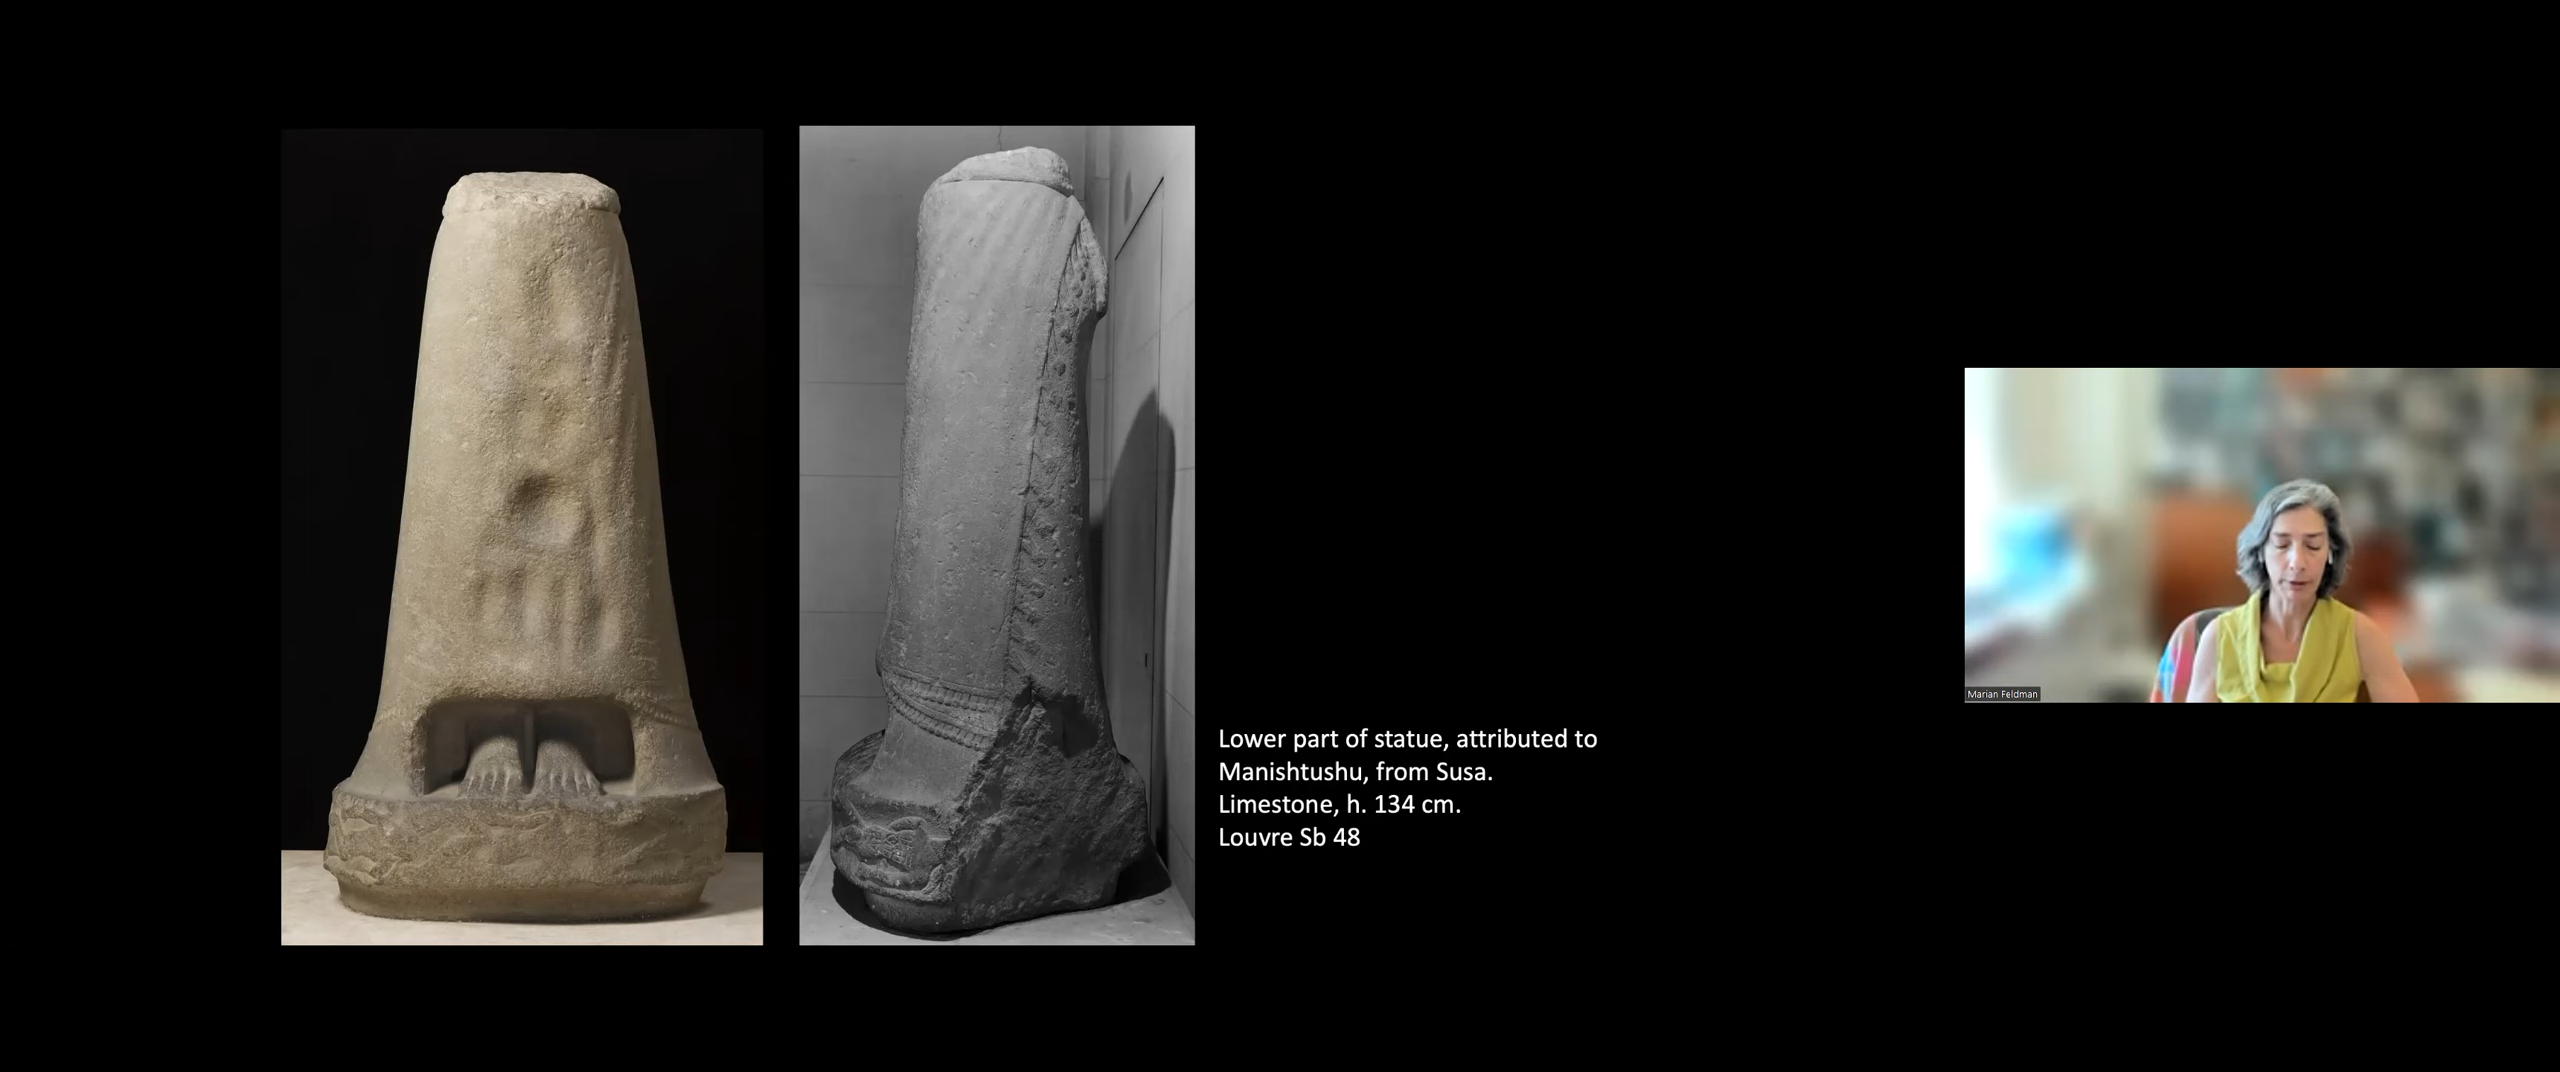 Lower part of statue, attributed to
Manishtushu, from Susa.
Limestone, h. 134 cm.
Louvre Sb 48
Marian Feldman